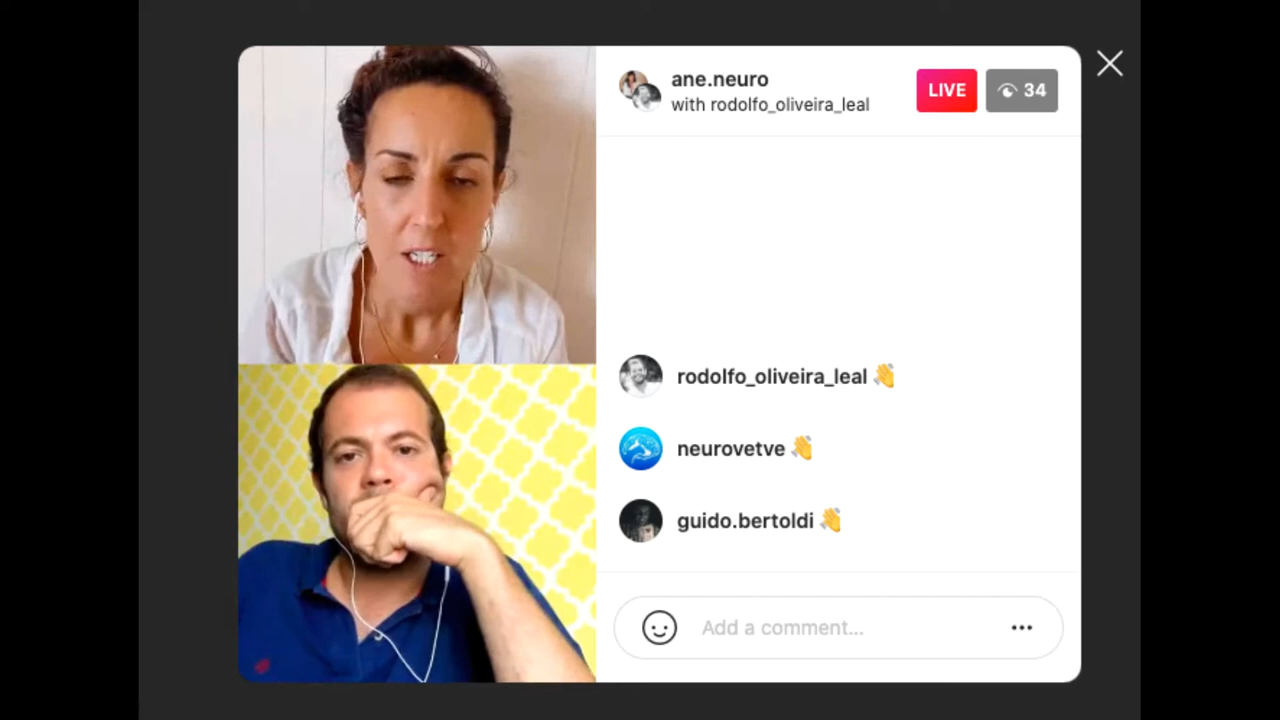 ane.neuro
with rodolfo_oliveira_leal
LIVE
34
rodolfo_oliveira_leal 👋
neurovetve 👋
guido.bertoldi 👋
Add a comment...